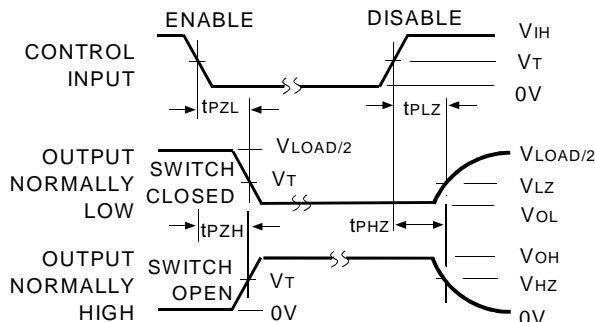 ENABLE
DISABLE
CONTROL
INPUT
VIH
VT
0V
tPZL
tPLZ
OUTPUT
NORMALLY
LOW
SWITCH
CLOSED
VLOAD/2
VT
VLOAD/2
VLZ
VOL
tPZH
tPHZ
OUTPUT
NORMALLY
HIGH
SWITCH
OPEN
VT
0V
VOH
VHZ
0V